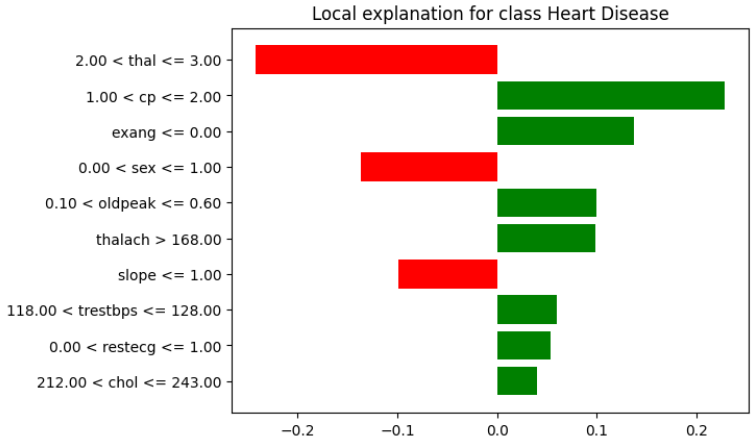 Local explanation for class Heart Disease
2.00 < thal <= 3.00
1.00 < cp <= 2.00
exang <= 0.00
0.00 < sex <= 1.00
0.10 < oldpeak <= 0.60
thalach > 168.00
slope <= 1.00
118.00 < trestbps <= 128.00
0.00 < restecg <= 1.00
212.00 < chol <= 243.00
−0.2 −0.1 0.0 0.1 0.2